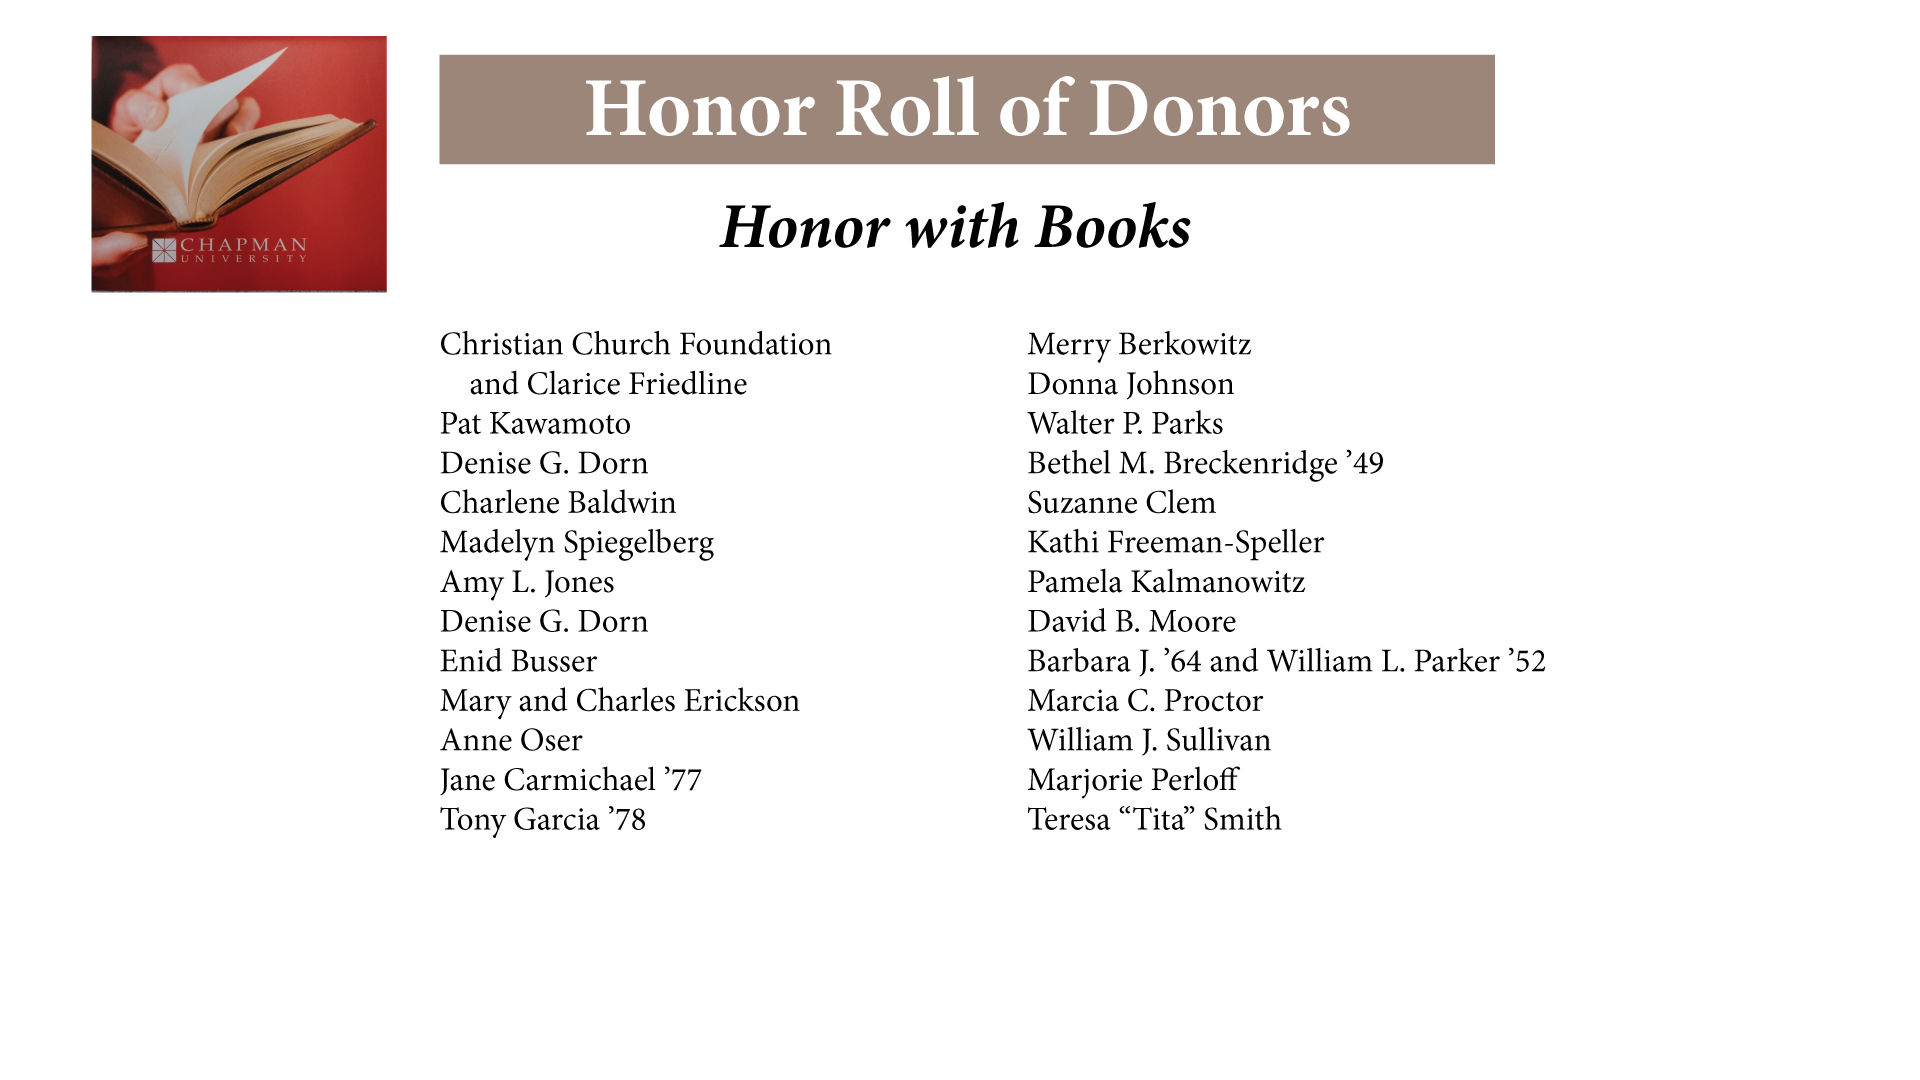 CHAPMAN
UNIVERSITY
Honor Roll of Donors
Honor with Books
Christian Church Foundation
and Clarice Friedline
Pat Kawamoto
Denise G. Dorn
Charlene Baldwin
Madelyn Spiegelberg
Amy L. Jones
Denise G. Dorn
Enid Busser
Mary and Charles Erickson
Anne Oser
Jane Carmichael ’77
Tony Garcia ’78
Merry Berkowitz
Donna Johnson
Walter P. Parks
Bethel M. Breckenridge ’49
Suzanne Clem
Kathi Freeman-Speller
Pamela Kalmanowitz
David B. Moore
Barbara J. ’64 and William L. Parker ’52
Marcia C. Proctor
William J. Sullivan
Marjorie Perloff
Teresa “Tita” Smith